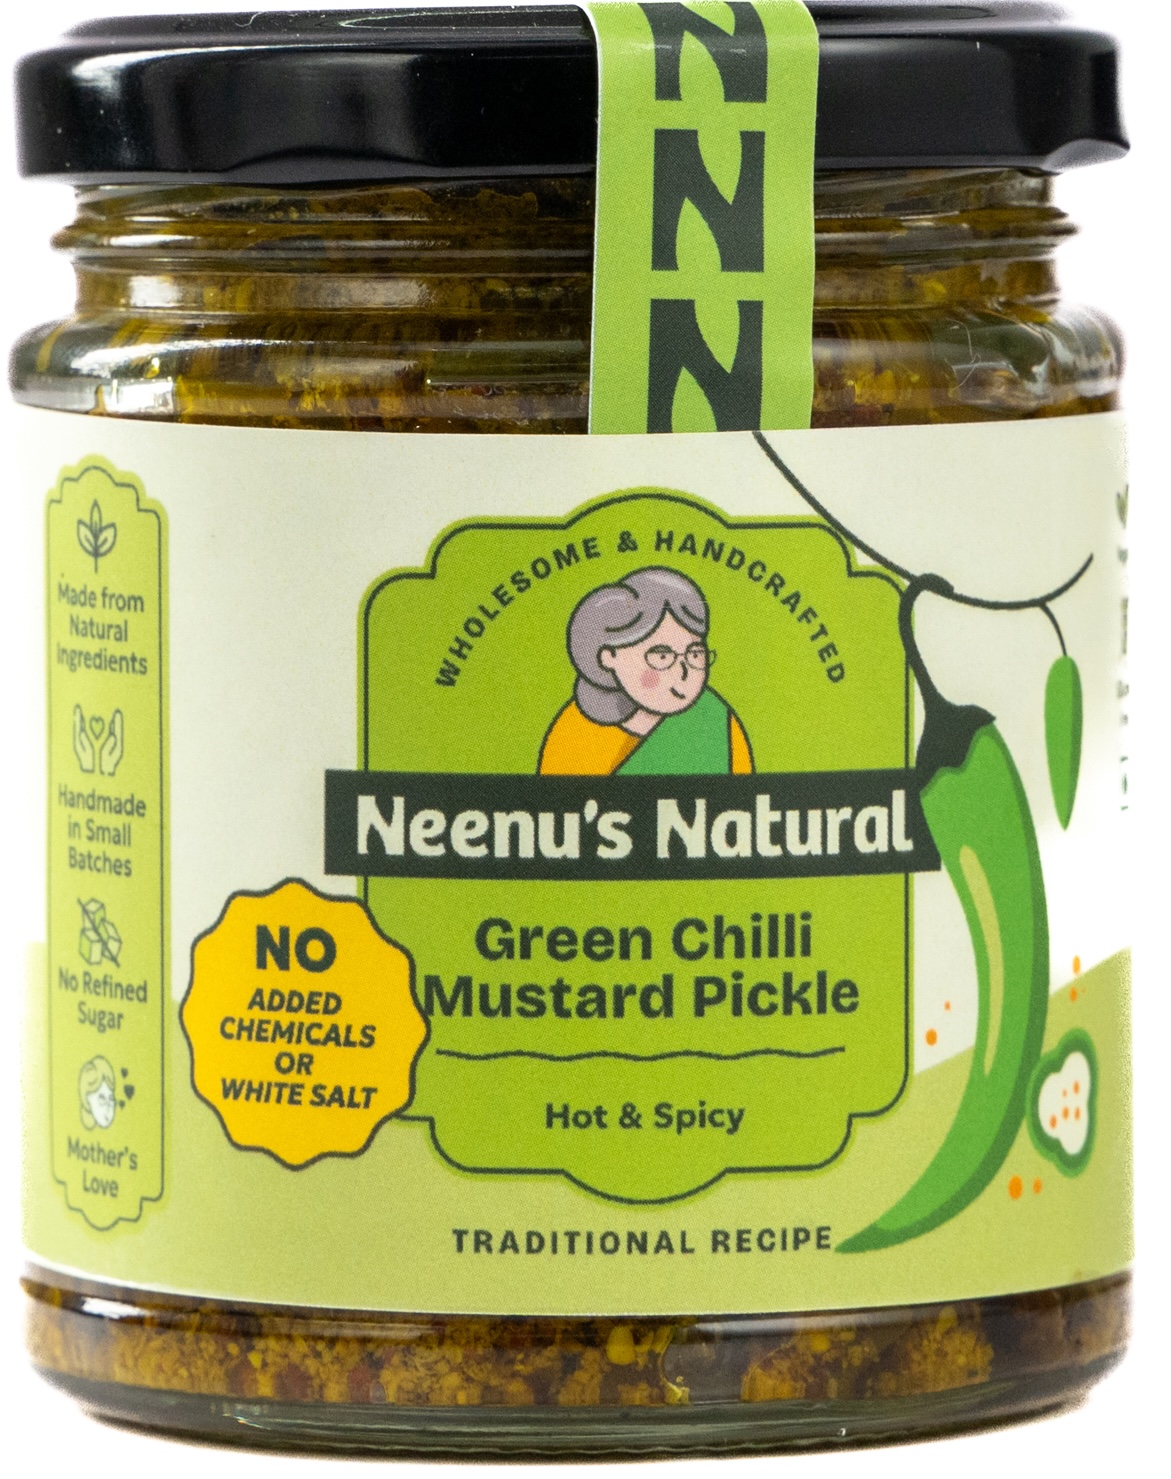 N
N
N
WHOLESOME & HANDCRAFTED
Neenu's Natural
Green Chilli
Mustard Pickle
Hot & Spicy
TRADITIONAL RECIPE
NO
ADDED
CHEMICALS
OR
WHITE SALT
Made from
Natural
Ingredients
Handmade
in Small
Batches
No Refined
Sugar
Mother's
Love